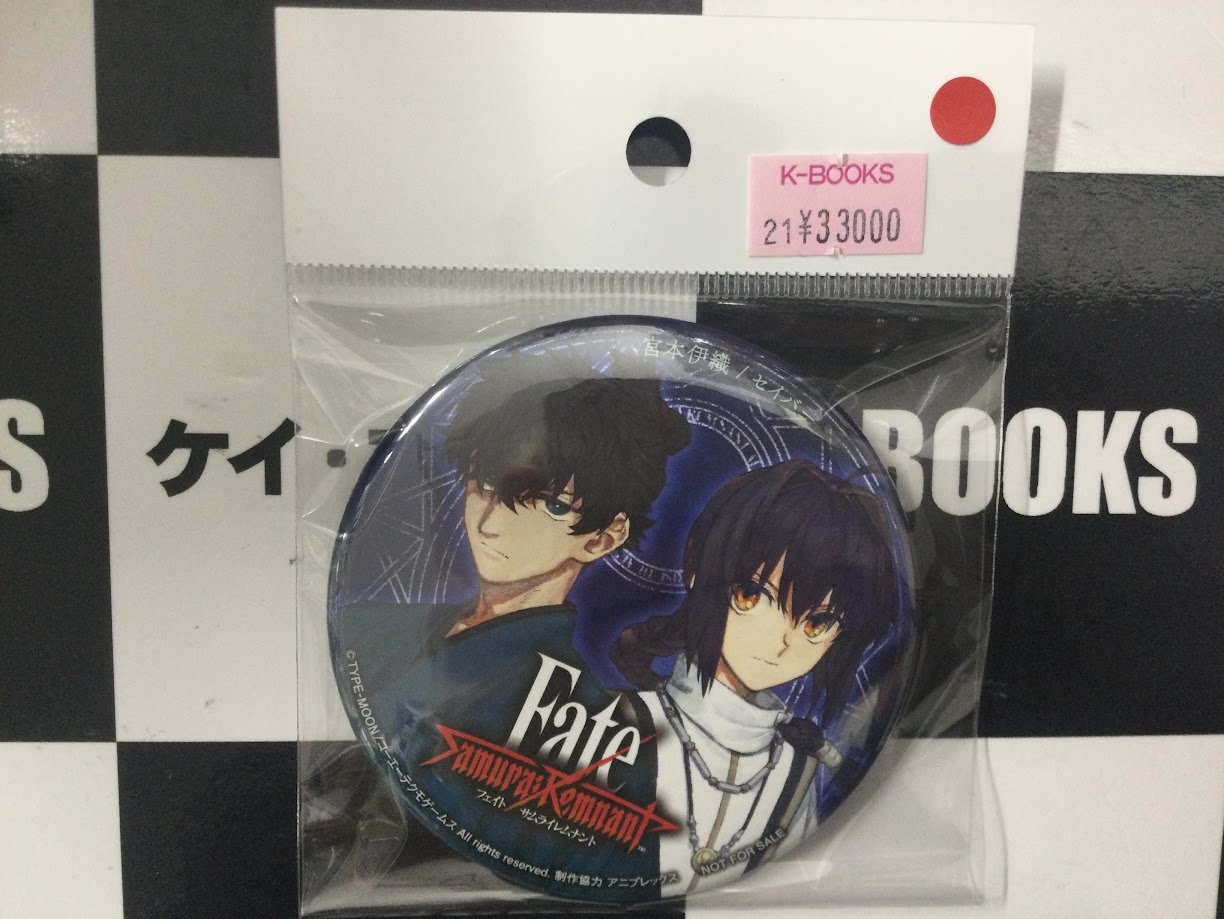 K-BOOKS
21¥33000
宮本伊織 / セイバー
S
ケイ・
BOOKS
Fate
Samurai Remnant
フェイト サムライレムナント
TM
©TYPE-MOON/コーエーテクモゲームス All rights reserved. 制作協力 アニプレックス
NOT FOR SALE